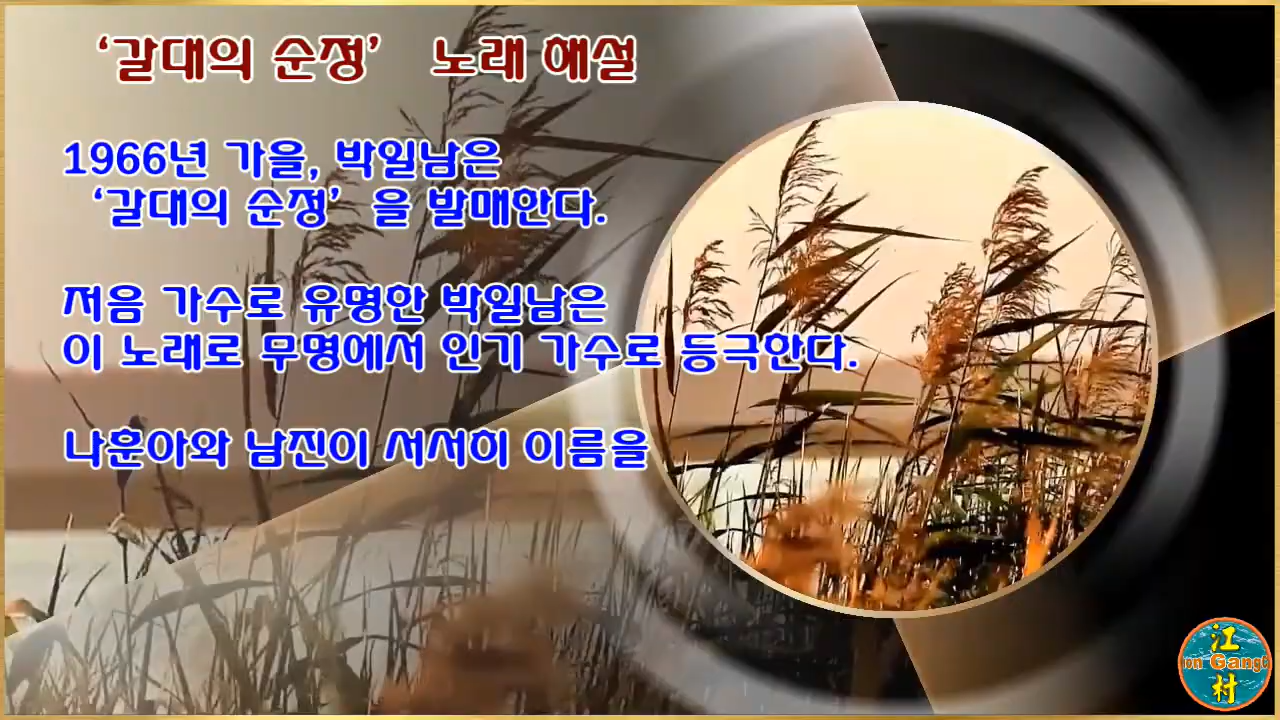 ‘갈대의 순정’ 노래 해설
1966년 가을, 박일남은
‘갈대의 순정’을 발매한다.
저음 가수로 유명한 박일남은
이 노래로 무명에서 인기 가수로 등극한다.
나훈아와 남진이 서서히 이름을
江
村